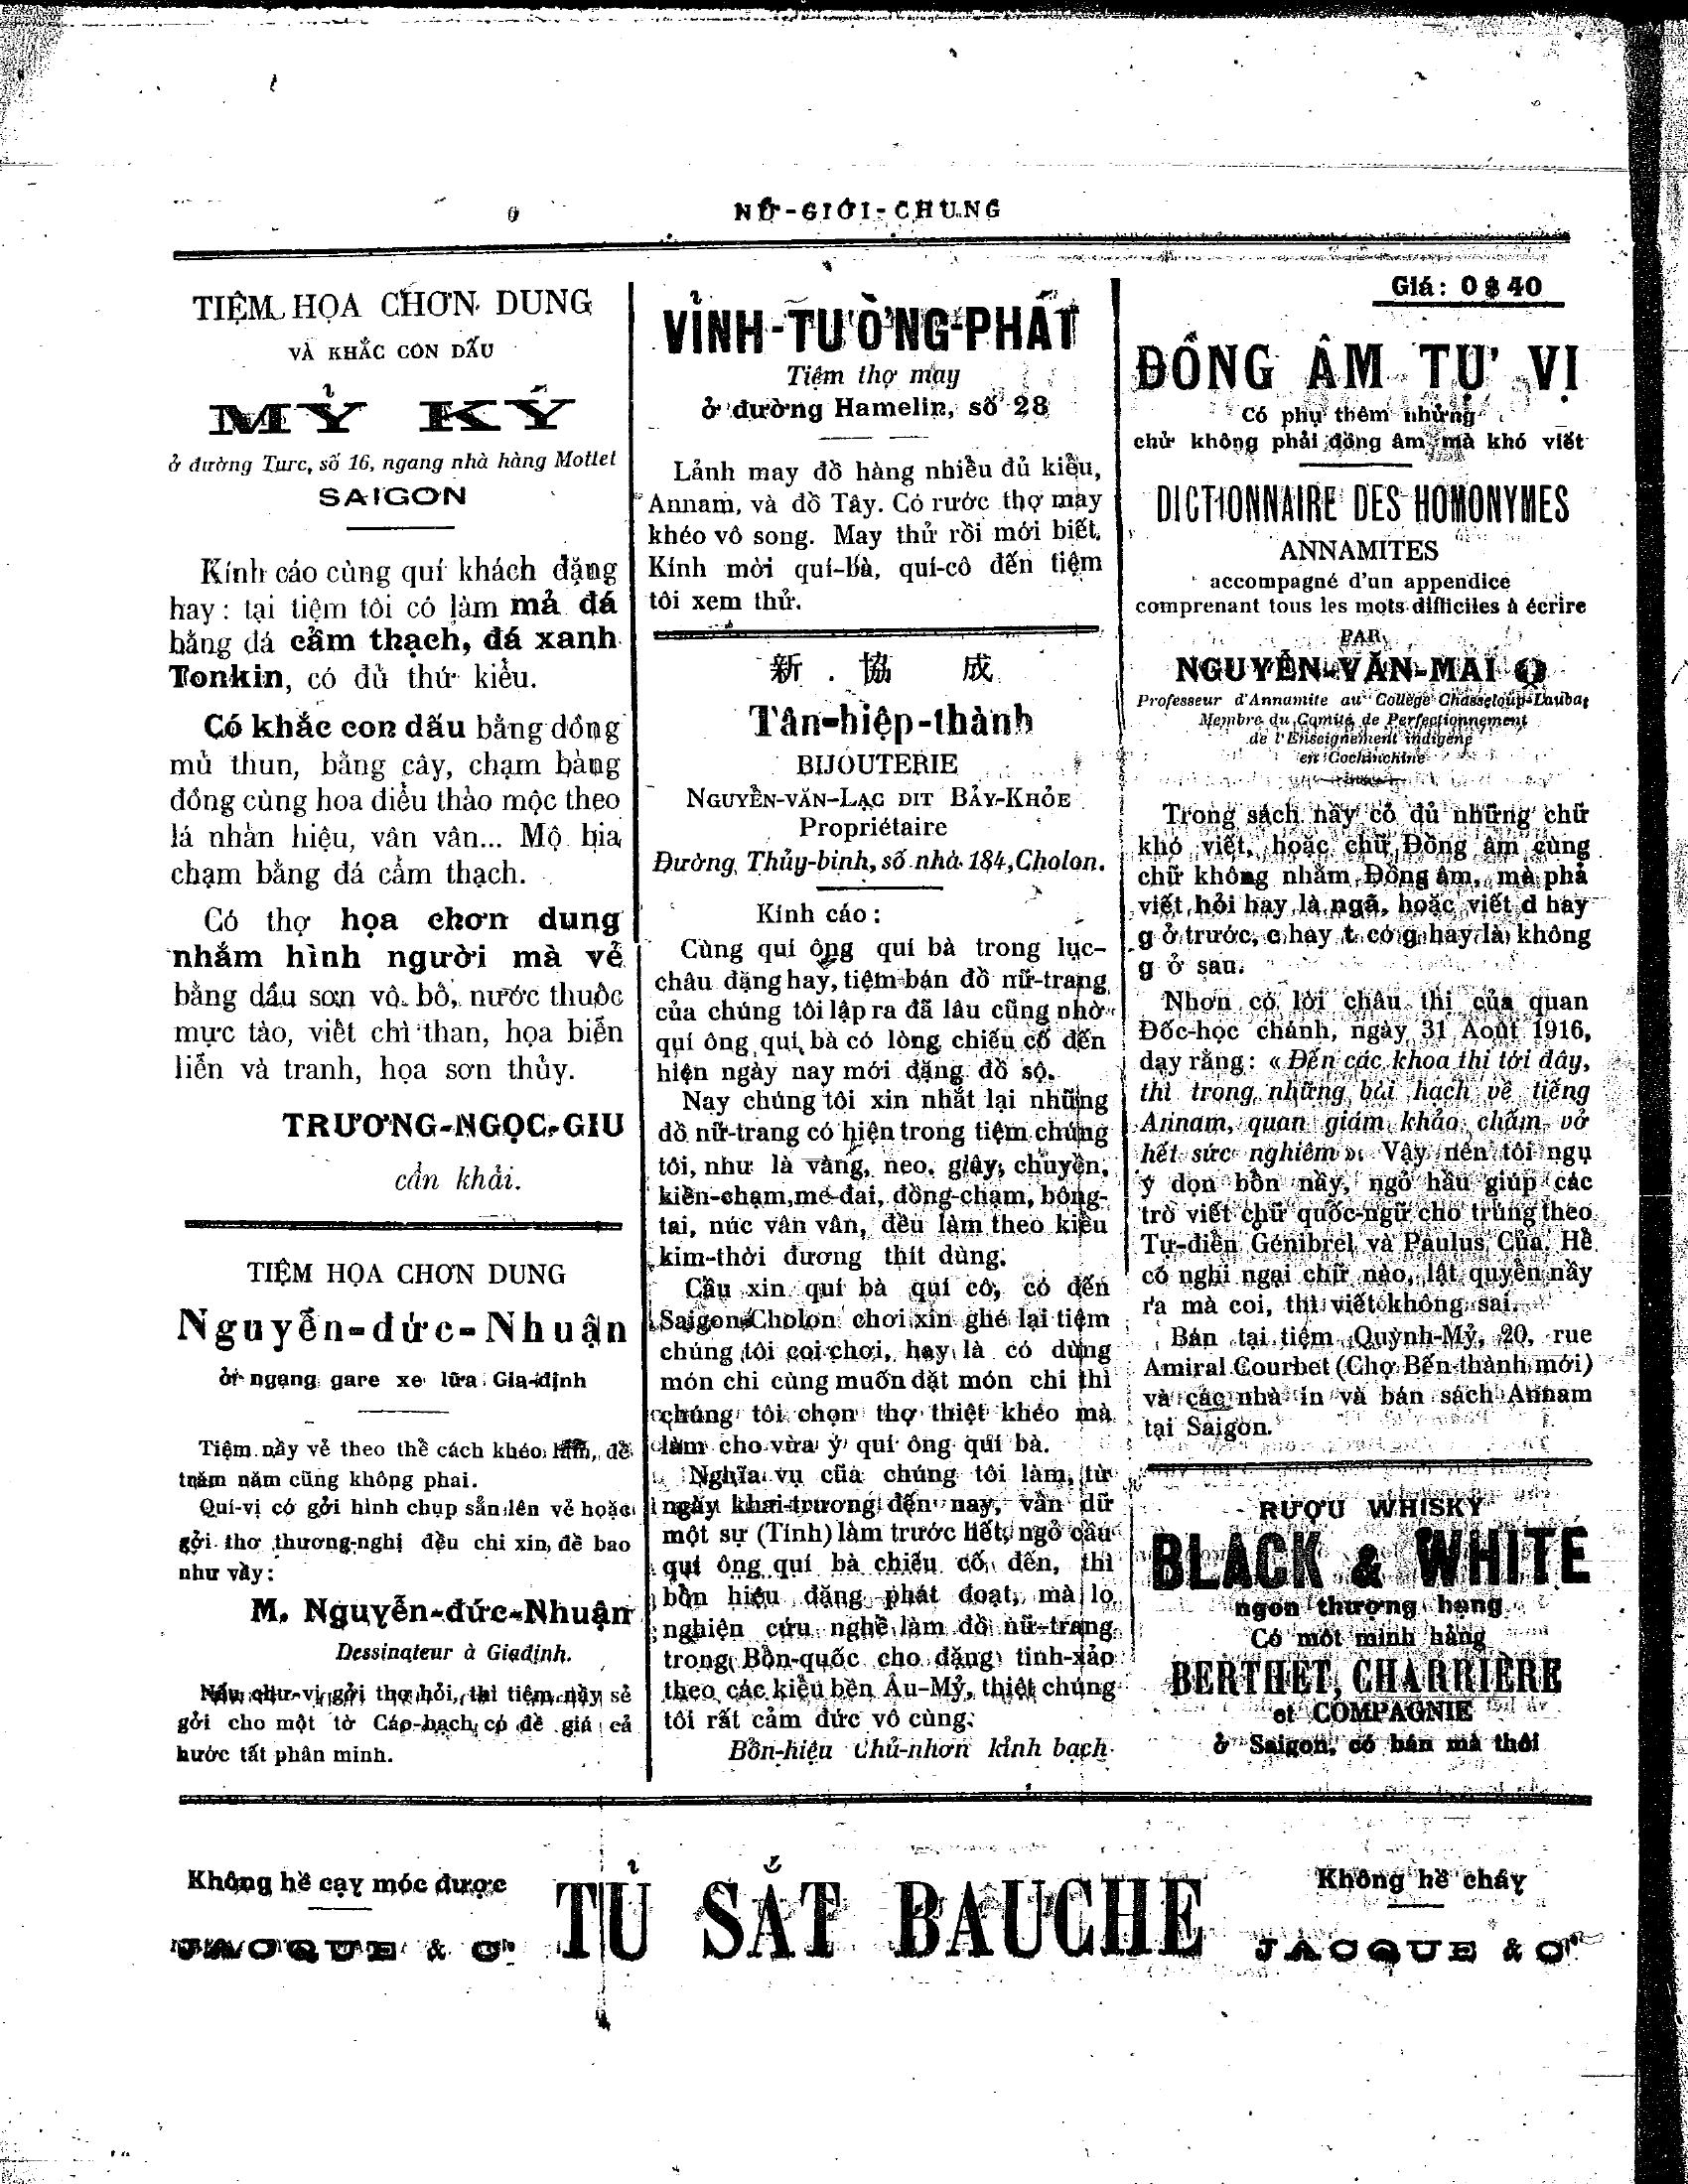 NỮ-GIỚI-CHUNG
TIỆM HỌA CHƠN DUNG
VÀ KHẮC CON DẤU
MỶ KÝ
ở đường Turc, số 16, ngang nhà hàng Mottet
SAIGON
Kính cáo cùng quí khách đặng
hay: tại tiệm tôi có làm mả đá
bằng đá cẩm thạch, đá xanh
Tonkin, có đủ thứ kiểu.
Có khắc con dấu bằng đồng
mủ thun, bằng cây, chạm bằng
đồng cùng hoa điểu thảo mộc theo
lá nhản hiệu, vân vân... Mộ bia
chạm bằng đá cẩm thạch.
Có thợ họa chơn dung
nhắm hình người mà vẻ
bằng dầu sơn vô bố, nước thuốc
mực tào, viết chì than, họa biển
liễn và tranh, họa sơn thủy.
TRƯƠNG-NGỌC-GIU
cẩn khải.
TIỆM HỌA CHƠN DUNG
Nguyễn-đức-Nhuận
ở ngang gare xe lữa Gia-định
Tiệm nầy vẻ theo thể cách khéo lắm, để
trăm năm cũng không phai.
Quí-vị có gởi hình chụp sẳn lên vẻ hoặc
gởi thơ thương-nghị đều chi xin đề bao
như vầy:
M. Nguyễn-đức-Nhuận
Dessinateur à Giađịnh.
Nếu chư-vị gởi thơ hỏi, thì tiệm nầy sẻ
gởi cho một tờ Cáo-bạch có đề giá cả
kước tất phân minh.
VỈNH-TƯỜNG-PHÁT
Tiệm thợ may
ở đường Hamelin, số 28
Lảnh may đồ hàng nhiều đủ kiểu,
Annam, và đồ Tây. Có rước thợ may
khéo vô song. May thử rồi mới biết.
Kính mời quí-bà, quí-cô đến tiệm
tôi xem thử.
新 . 協 成
Tân-hiệp-thành
BIJOUTERIE
NGUYỄN-VĂN-LẠC DIT BẢY-KHỎE
Propriétaire
Đường Thủy-binh, số nhà 184, Cholon.
Kính cáo:
Cùng quí ông quí bà trong lục-
châu đặng hay, tiệm bán đồ nữ-trang
của chúng tôi lập ra đã lâu cũng nhờ
quí ông quí bà có lòng chiếu cố đến
hiện ngày nay mới đặng đồ sộ.
Nay chúng tôi xin nhắt lại những
đồ nữ-trang có hiện trong tiệm chúng
tôi, như là vàng, neo, giây, chuyền,
kiền-chạm, mề-đai, đồng-chạm, bông-
tai, núc vân vân, đều làm theo kiểu
kim-thời đương thít dùng.
Cầu xin quí bà quí cô, có đến
Saigon Cholon chơi xin ghé lại tiệm
chúng tôi coi chơi, hay là có dùng
món chi cùng muốn đặt món chi thì
chúng tôi chọn thợ thiệt khéo mà
làm cho vừa ý quí ông quí bà.
Nghĩa vụ của chúng tôi làm, từ
ngày khai-trương đến nay, vẫn dữ
một sự (Tính) làm trước hết, ngỏ cầu
quí ông quí bà chiếu cố đến, thì
bổn hiệu đặng phát đoạt, mà lo
nghiện cứu nghề làm đồ nữ-trang
trong Bổn-quốc cho đặng tinh-xảo
theo các kiểu bên Âu-Mỹ, thiệt chúng
tôi rất cảm đức vô cùng.
Bổn-hiệu Chủ-nhơn kính bạch.
Giá: 0$40
ĐỒNG ÂM TỰ VỊ
Có phụ thêm những
chử không phải đồng âm mà khó viết
DICTIONNAIRE DES HOMONYMES
ANNAMITES
accompagné d'un appendice
comprenant tous les mots difficiles à écrire
PAR
NGUYỄN-VĂN-MAI
Professeur d'Annamite au Collège Chasseloup-Laubat
Membre du Comité de Perfectionnement
de l'Enseignement indigène
en Cochinchine
Trong sách nầy có đủ những chữ
khó viết, hoặc chữ Đồng âm cùng
chữ không nhằm Đồng âm, mà phả
viết hỏi hay là ngã, hoặc viết d hay
g ở trước, c hay t có g hay là không
g ở sau.
Nhơn có lời châu thi của quan
Đốc-học chánh, ngày 31 Août 1916,
dạy rằng: « Đến các khoa thi tới đây,
thì trong những bài hạch về tiếng
Annam, quan giám khảo chấm vở
hết sức nghiêm ». Vậy nên tôi ngụ
ý dọn bổn nầy, ngỏ hầu giúp các
trò viết chữ quốc-ngữ cho trúng theo
Tự-điển Génibrel và Paulus Của. Hề
có nghi ngại chữ nào, lật quyển nầy
ra mà coi, thì viết không sai.
Bán tại tiệm Quỳnh-Mỷ, 20, rue
Amiral Courbet (Chợ Bến-thành mới)
và các nhà in và bán sách Annam
tại Saigon.
RƯỢU WHISKY
BLACK & WHITE
ngon thượng hạng
Có một mình hảng
BERTHET, CHARRIÈRE
et COMPAGNIE
ở Saigon, có bán mà thôi
Không hề cạy móc được
JACQUE & Cie
TỦ SẮT BAUCHE
Không hề cháy
JACQUE & Cie